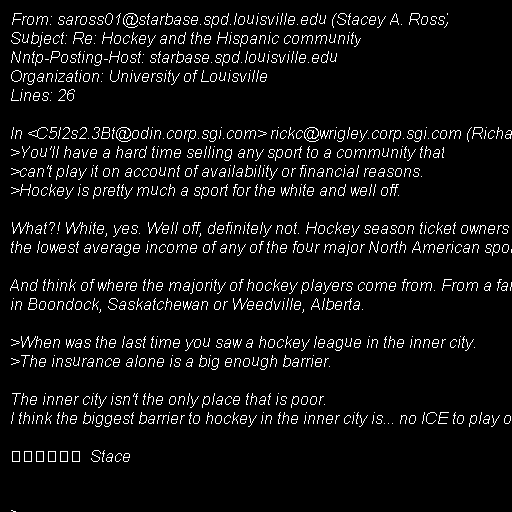 From: saross01@starbase.spd.louisville.edu (Stacey A. Ross)
Subject: Re: Hockey and the Hispanic community
Nntp-Posting-Host: starbase.spd.louisville.edu
Organization: University of Louisville
Lines: 26

In <C5l2s2.3Bt@odin.corp.sgi.com> rickc@wrigley.corp.sgi.com (Richa
>You'll have a hard time selling any sport to a community that
>can't play it on account of availability or financial reasons.
>Hockey is pretty much a sport for the white and well off.

What?! White, yes. Well off, definitely not. Hockey season ticket owners
the lowest average income of any of the four major North American spo

And think of where the majority of hockey players come from. From a fa
in Boondock, Saskatchewan or Weedville, Alberta.

>When was the last time you saw a hockey league in the inner city.
>The insurance alone is a big enough barrier.

The inner city isn't the only place that is poor.
I think the biggest barrier to hockey in the inner city is... no ICE to play o

□□□□□□ Stace